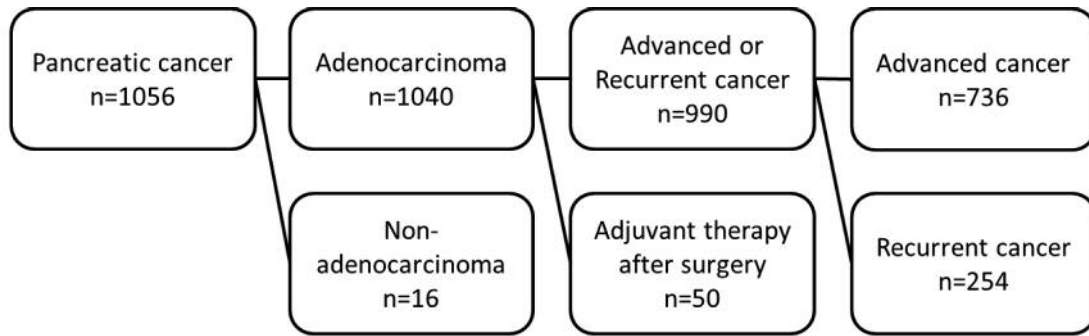 Pancreatic cancer
n=1056
Adenocarcinoma
n=1040
Advanced or
Recurrent cancer
n=990
Advanced cancer
n=736
Non-
adenocarcinoma
n=16
Adjuvant therapy
after surgery
n=50
Recurrent cancer
n=254